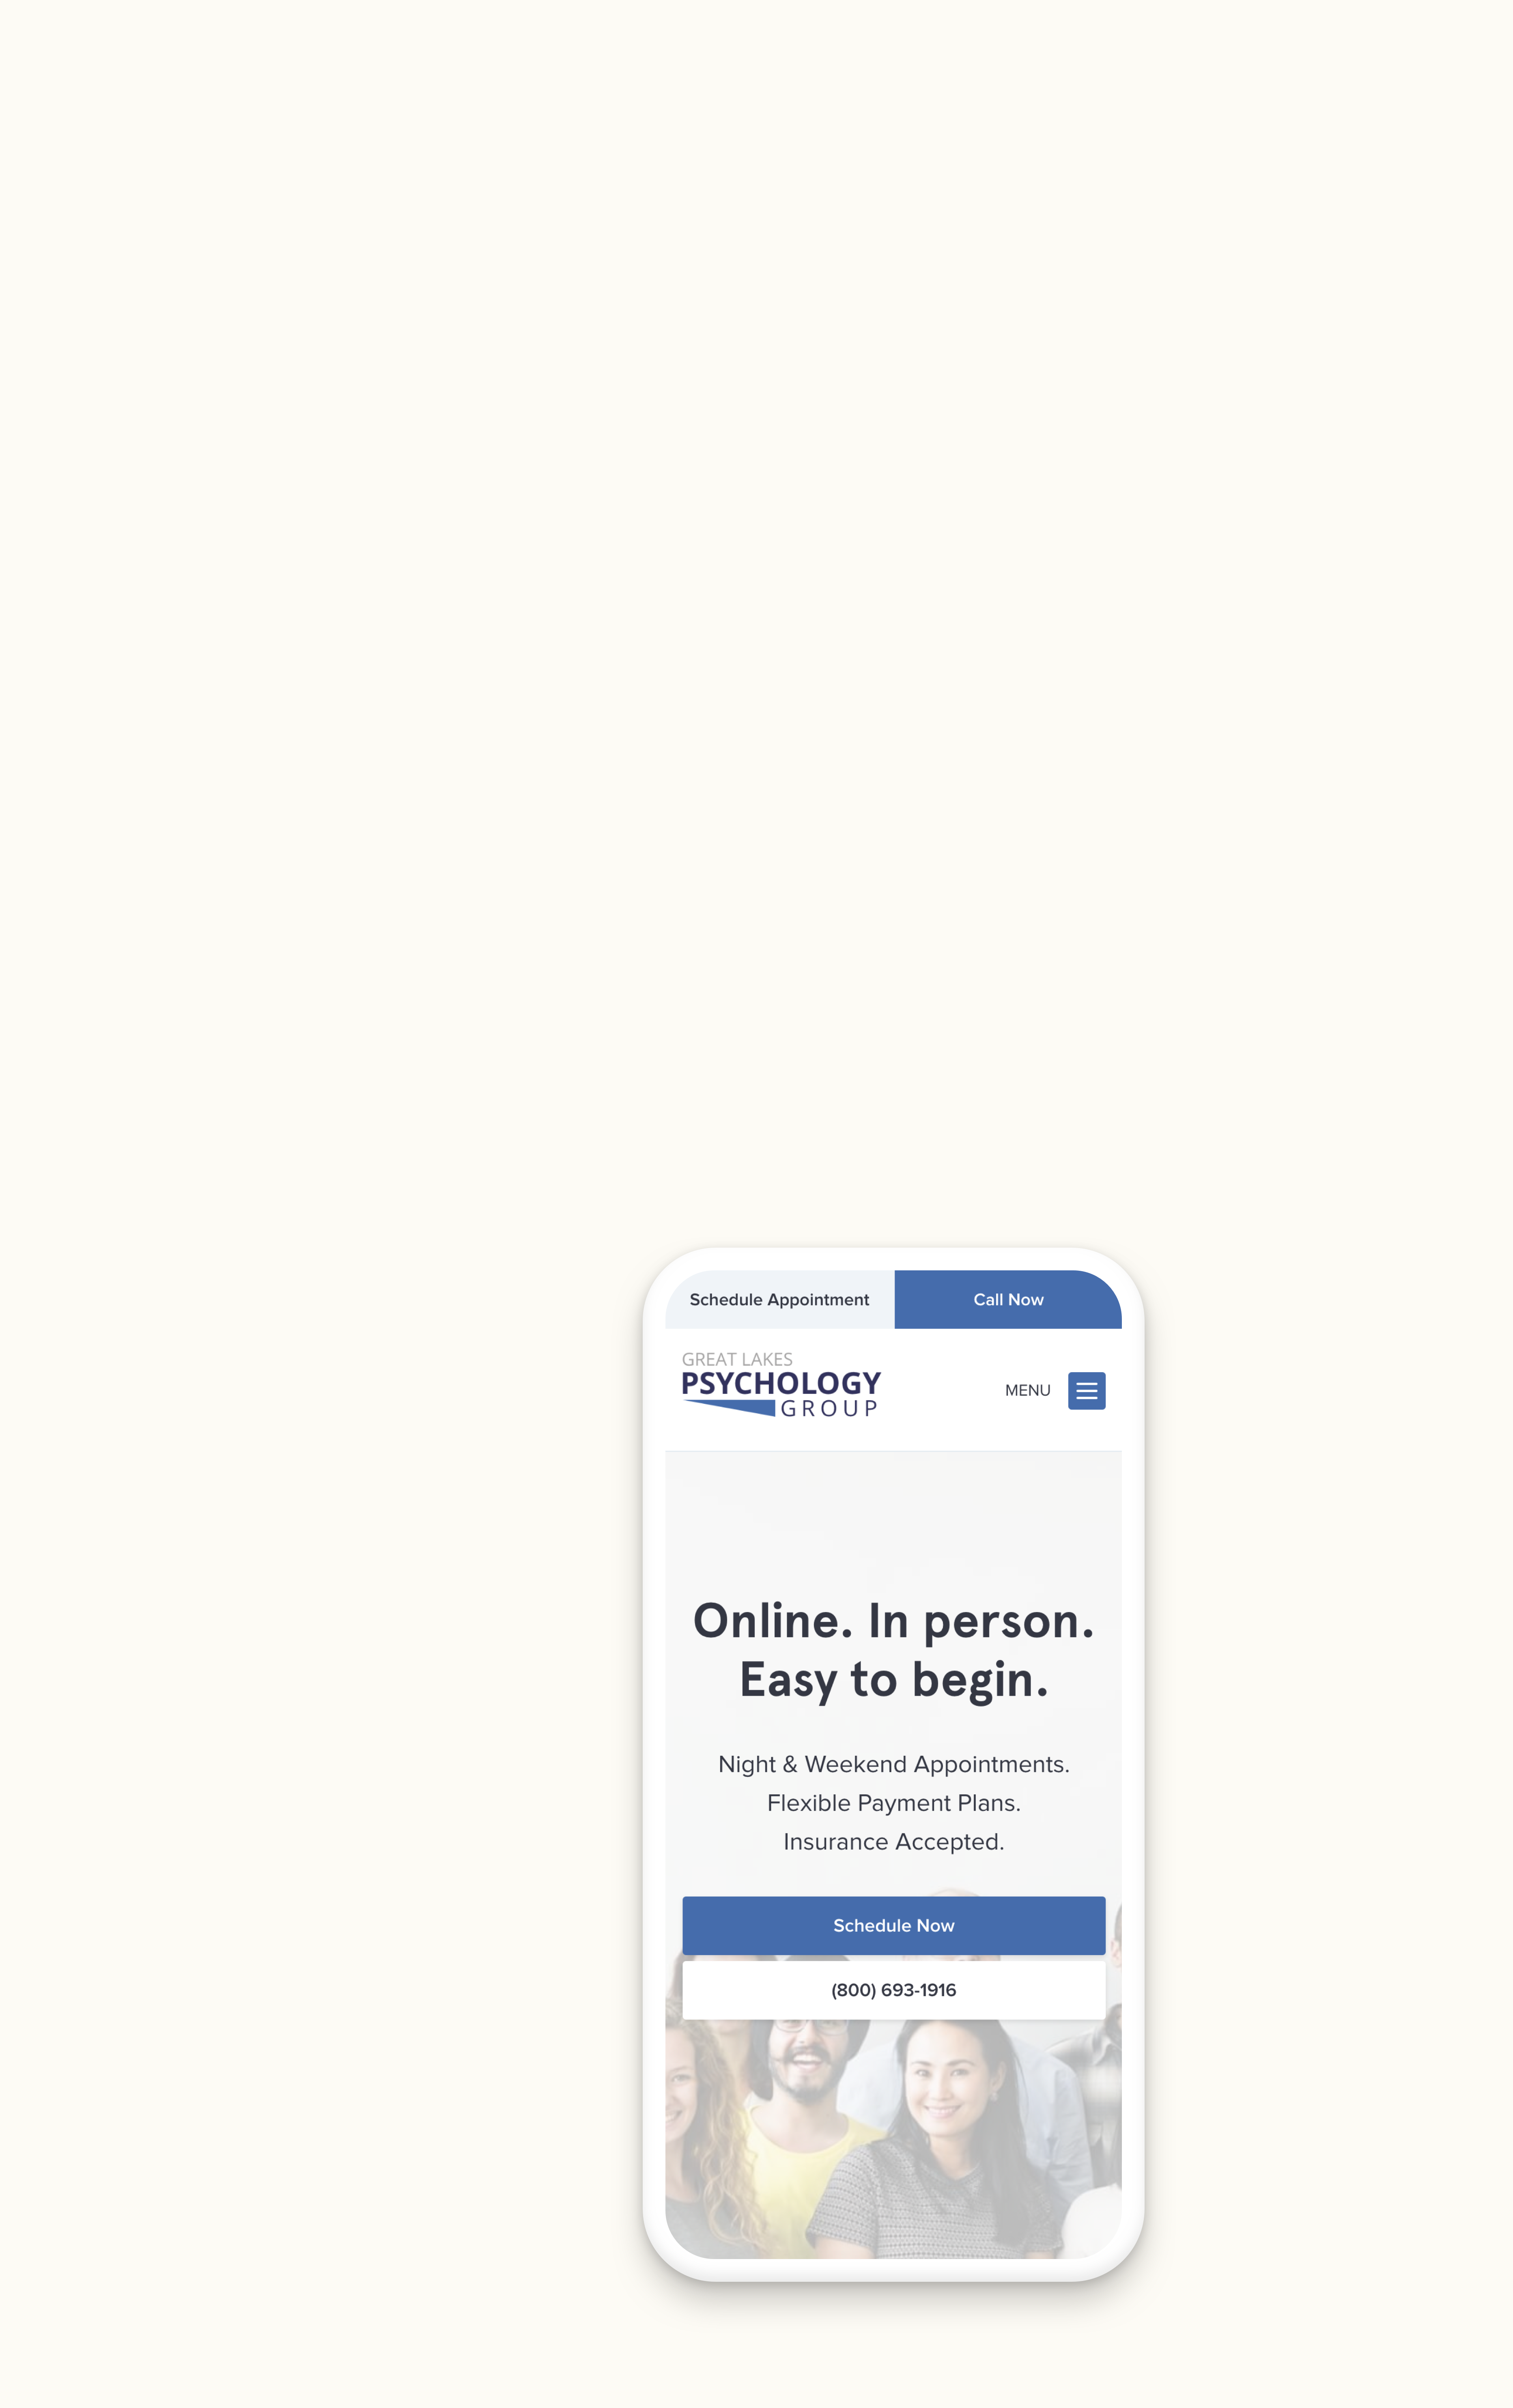 Schedule Appointment
Call Now
GREAT LAKES
PSYCHOLOGY
GROUP
MENU
Online. In person.
Easy to begin.
Night & Weekend Appointments.
Flexible Payment Plans.
Insurance Accepted.
Schedule Now
(800) 693-1916